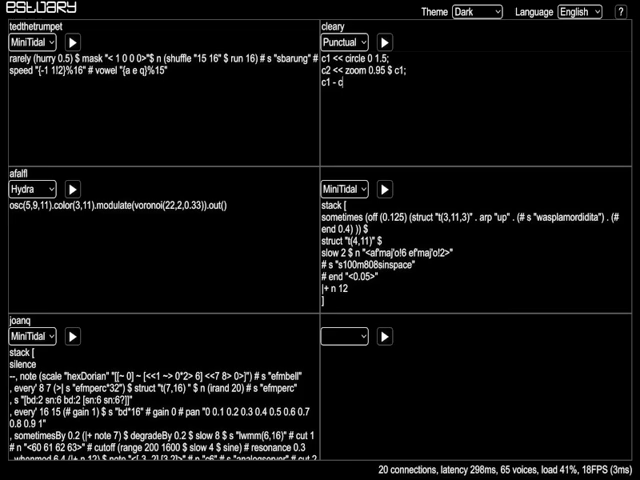 estuary
Theme Dark Language English ?
tedthetrumpet
MiniTidal
rarely (hurry 0.5) $ mask "< 1 0 0 0>"$ n (shuffle "15 16" $ run 16) # s "sbarung" #
speed "{-1 1!2}%16" # vowel "{a e q}%15"
cleary
Punctual
c1 << circle 0 1.5;
c2 << zoom 0.95 $ c1;
c1 - c
afalfl
Hydra
osc(5,9,11).color(3,11).modulate(voronoi(22,2,0.33)).out()
MiniTidal
stack [
sometimes (off (0.125) (struct "t(3,11,3)" . arp "up" . (# s "wasplamordidita") . (#
end 0.4) )) $
struct "t(4,11)" $
slow 2 $ n "<af'maj'o!6 ef'maj'o!2>"
# s "s100m808sinspace"
# end "<0.05>"
|+ n 12
]
joanq
MiniTidal
stack [
silence
--, note (scale "hexDorian" "[[~ 0] ~ [<<1 ~> 0*2> 6] <<7 8> 0>]") # s "efmbell"
, every' 8 7 (>| s "efmperc*32") $ struct "t(7,16) " $ n (irand 20) # s "efmperc"
, s "[bd:2 sn:6 bd:2 [sn:6 sn:6?]]"
, every' 16 15 (# gain 1) $ s "bd*16" # gain 0 # pan "0 0.1 0.2 0.3 0.4 0.5 0.6 0.7
0.8 0.9 1"
, sometimesBy 0.2 (|+ note 7) $ degradeBy 0.2 $ slow 8 $ s "lwmm(6,16)" # cut 1
# n "<60 61 62 63>" # cutoff (range 200 1600 $ slow 4 $ sine) # resonance 0.3
20 connections, latency 298ms, 65 voices, load 41%, 18FPS (3ms)